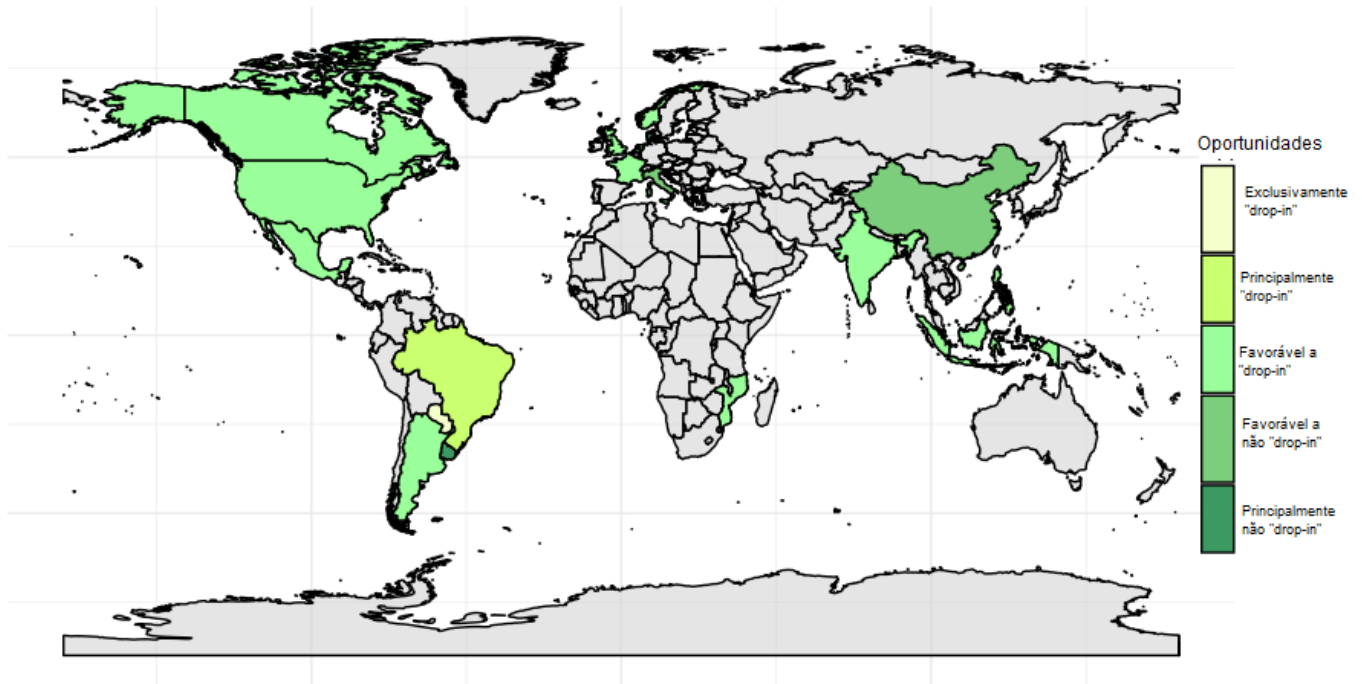 Oportunidades
Exclusivamente
"drop-in"
Principalmente
"drop-in"
Favorável a
"drop-in"
Favorável a
não "drop-in"
Principalmente
não "drop-in"